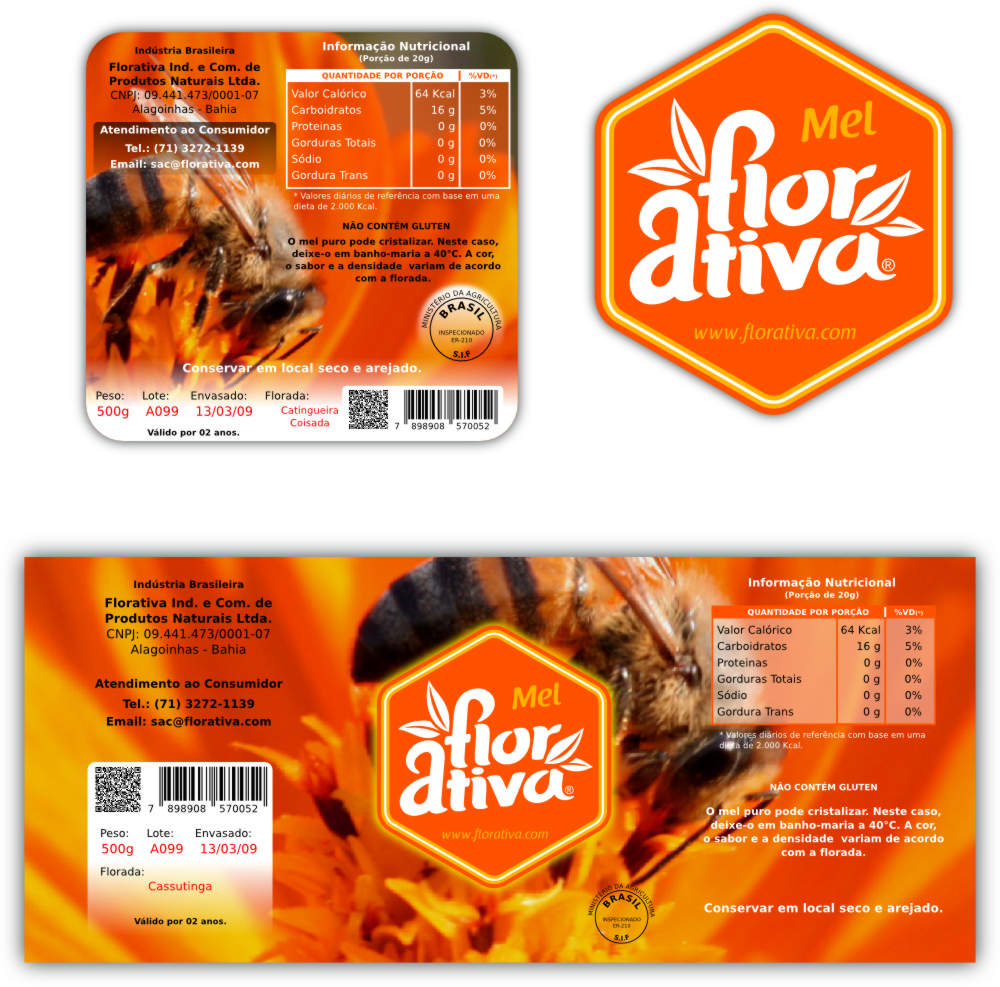 Indústria Brasileira
Florativa Ind. e Com. de
Produtos Naturais Ltda.
CNPJ: 09.441.473/0001-07
Alagoinhas - Bahia
Atendimento ao Consumidor
Tel.: (71) 3272-1139
Email: sac@florativa.com
Informação Nutricional
(Porção de 20g)
QUANTIDADE POR PORÇÃO %VD(*)
Valor Calórico 64 Kcal 3%
Carboidratos 16 g 5%
Proteinas 0 g 0%
Gorduras Totais 0 g 0%
Sódio 0 g 0%
Gordura Trans 0 g 0%
* Valores diários de referência com base em uma
dieta de 2.000 Kcal.
NÃO CONTÉM GLUTEN
O mel puro pode cristalizar. Neste caso,
deixe-o em banho-maria a 40°C. A cor,
o sabor e a densidade variam de acordo
com a florada.
MINISTÉRIO DA AGRICULTURA
BRASIL
INSPECIONADO
ER-210
S.I.F
Conservar em local seco e arejado.
Peso: Lote: Envasado: Florada:
500g A099 13/03/09 Catingueira
Coisada
Válido por 02 anos.
7 898908 570052
Mel
flor
ativa®
www.florativa.com
Indústria Brasileira
Florativa Ind. e Com. de
Produtos Naturais Ltda.
CNPJ: 09.441.473/0001-07
Alagoinhas - Bahia
Atendimento ao Consumidor
Tel.: (71) 3272-1139
Email: sac@florativa.com
7 898908 570052
Peso: Lote: Envasado:
500g A099 13/03/09
Florada:
Cassutinga
Válido por 02 anos.
Mel
flor
ativa®
www.florativa.com
MINISTÉRIO DA AGRICULTURA
BRASIL
INSPECIONADO
ER-210
S.I.F
Informação Nutricional
(Porção de 20g)
QUANTIDADE POR PORÇÃO %VD(*)
Valor Calórico 64 Kcal 3%
Carboidratos 16 g 5%
Proteinas 0 g 0%
Gorduras Totais 0 g 0%
Sódio 0 g 0%
Gordura Trans 0 g 0%
* Valores diários de referência com base em uma
dieta de 2.000 Kcal.
NÃO CONTÉM GLUTEN
O mel puro pode cristalizar. Neste caso,
deixe-o em banho-maria a 40°C. A cor,
o sabor e a densidade variam de acordo
com a florada.
Conservar em local seco e arejado.